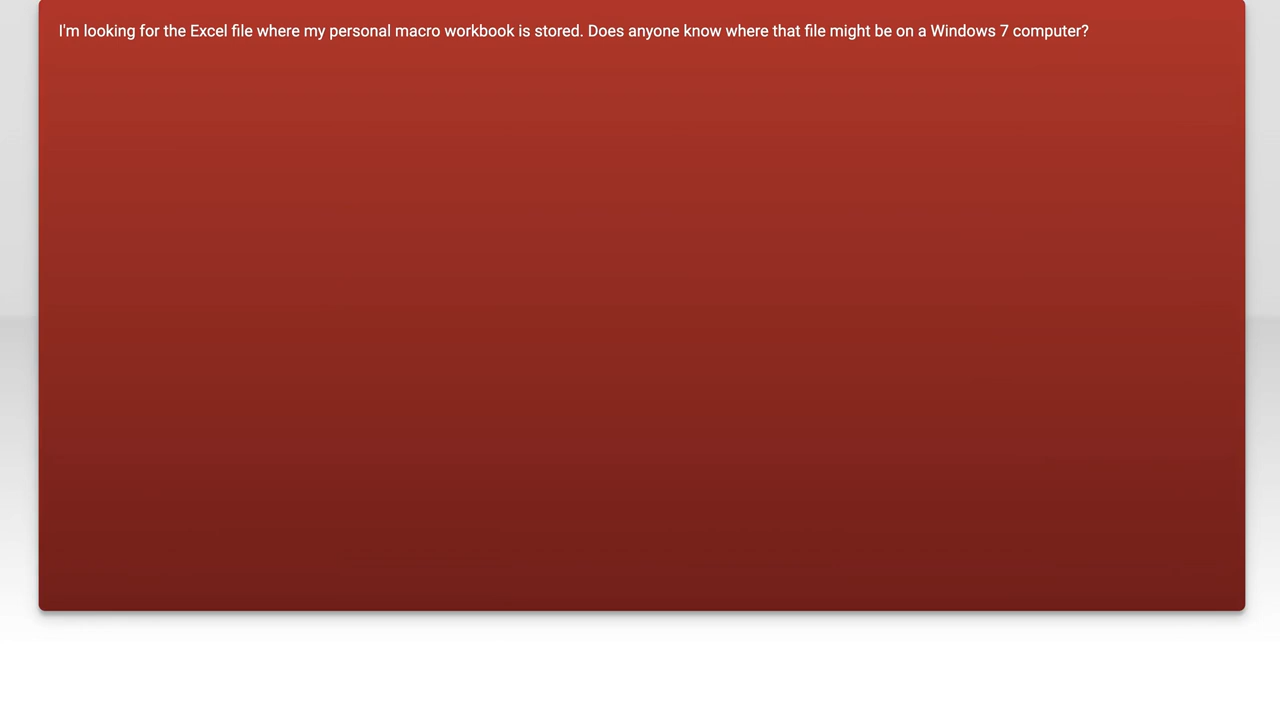 I'm looking for the Excel file where my personal macro workbook is stored. Does anyone know where that file might be on a Windows 7 computer?